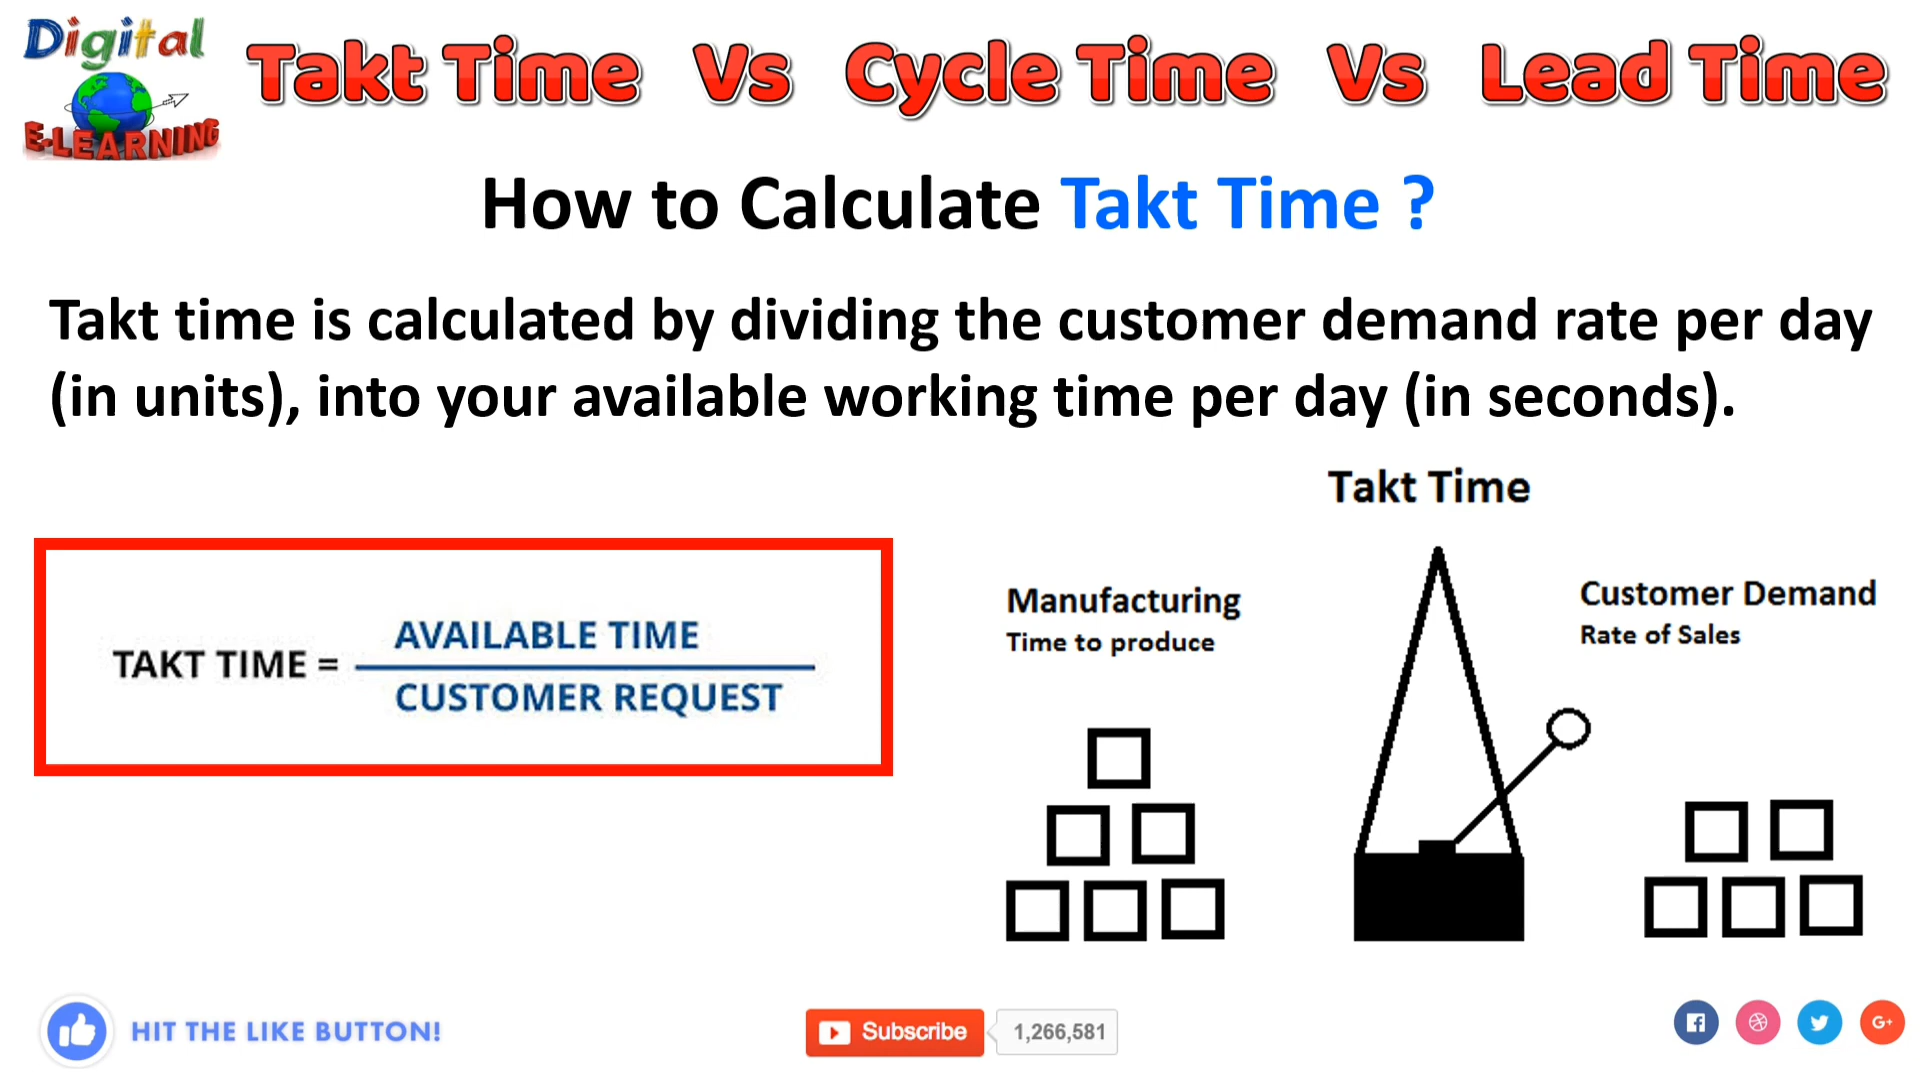 Digital
E-LEARNING
Takt Time Vs Cycle Time Vs Lead Time
How to Calculate Takt Time ?
Takt time is calculated by dividing the customer demand rate per day
(in units), into your available working time per day (in seconds).
TAKT TIME = AVAILABLE TIME
CUSTOMER REQUEST
Takt Time
Manufacturing
Time to produce
Customer Demand
Rate of Sales
HIT THE LIKE BUTTON!
Subscribe
1,266,581
G+